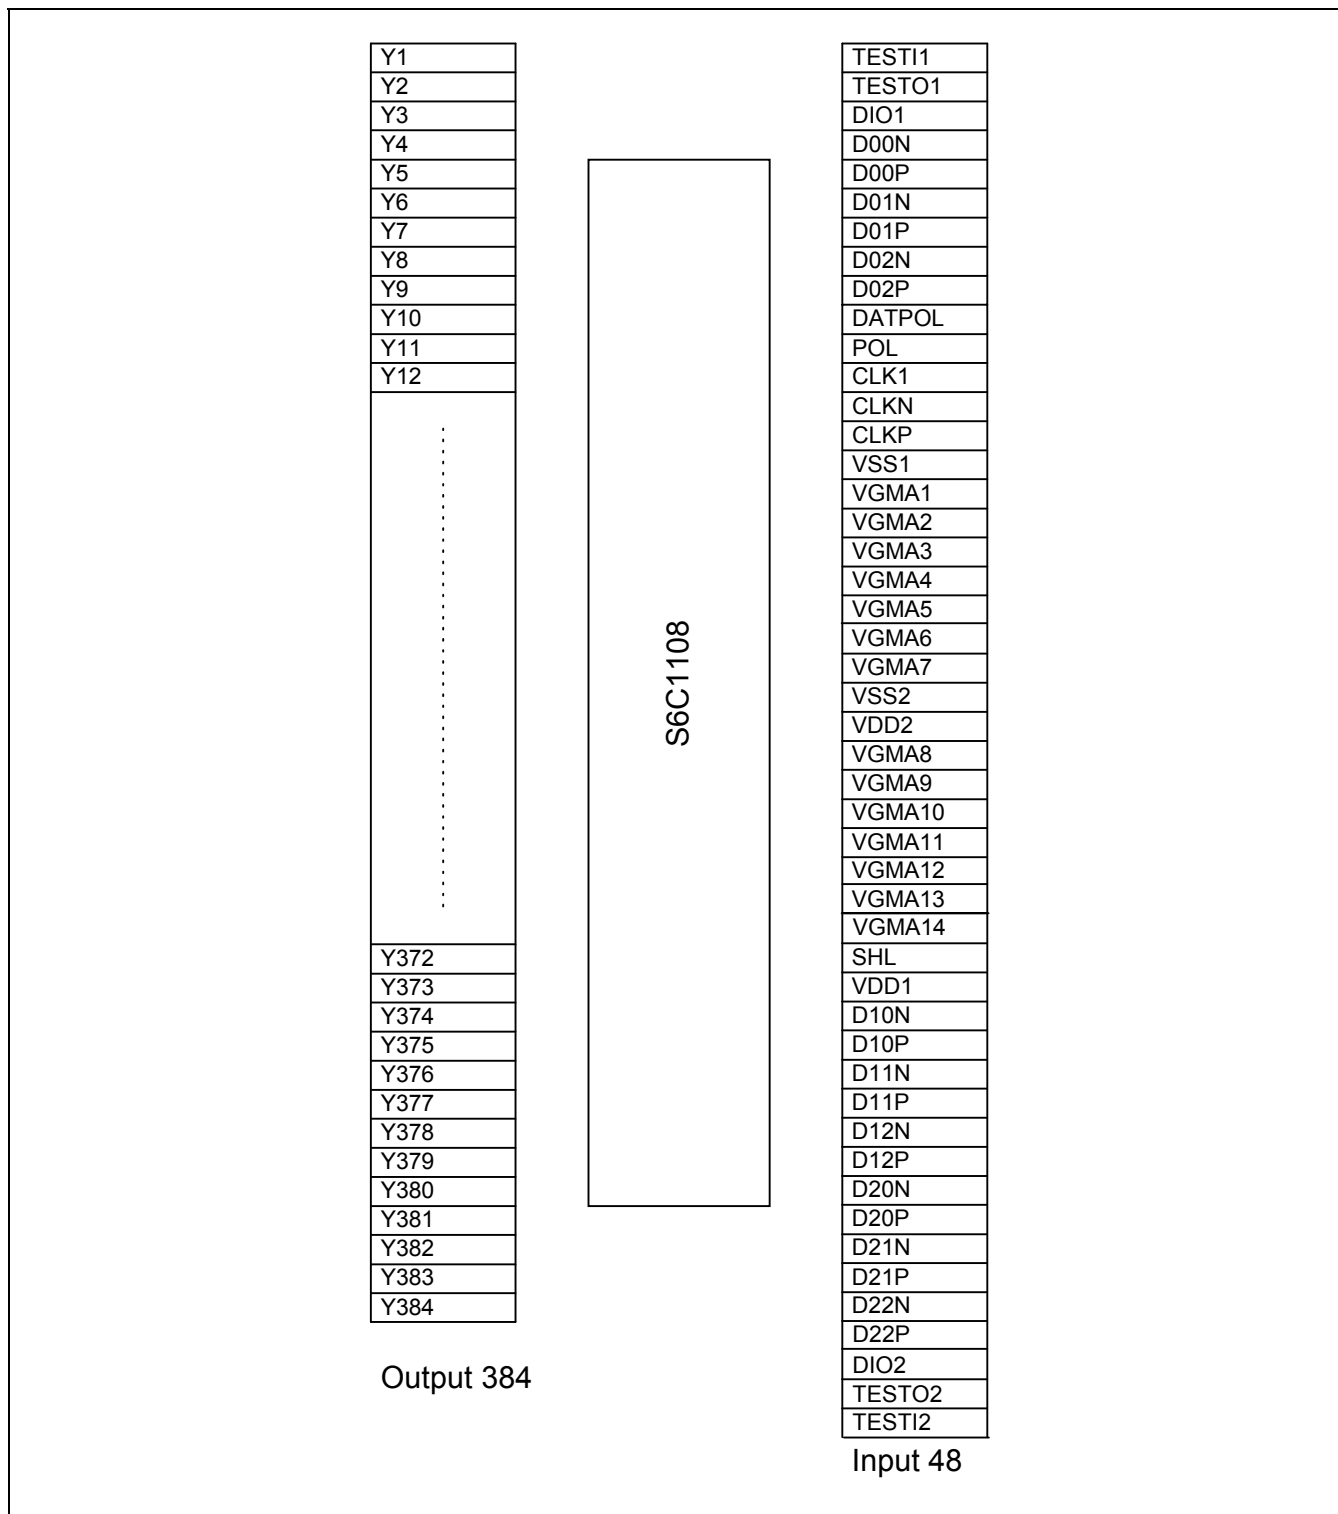 Y1
Y2
Y3
Y4
Y5
Y6
Y7
Y8
Y9
Y10
Y11
Y12
Y372
Y373
Y374
Y375
Y376
Y377
Y378
Y379
Y380
Y381
Y382
Y383
Y384
Output 384
S6C1108
TESTI1
TESTO1
DIO1
D00N
D00P
D01N
D01P
D02N
D02P
DATPOL
POL
CLK1
CLKN
CLKP
VSS1
VGMA1
VGMA2
VGMA3
VGMA4
VGMA5
VGMA6
VGMA7
VSS2
VDD2
VGMA8
VGMA9
VGMA10
VGMA11
VGMA12
VGMA13
VGMA14
SHL
VDD1
D10N
D10P
D11N
D11P
D12N
D12P
D20N
D20P
D21N
D21P
D22N
D22P
DIO2
TESTO2
TESTI2
Input 48